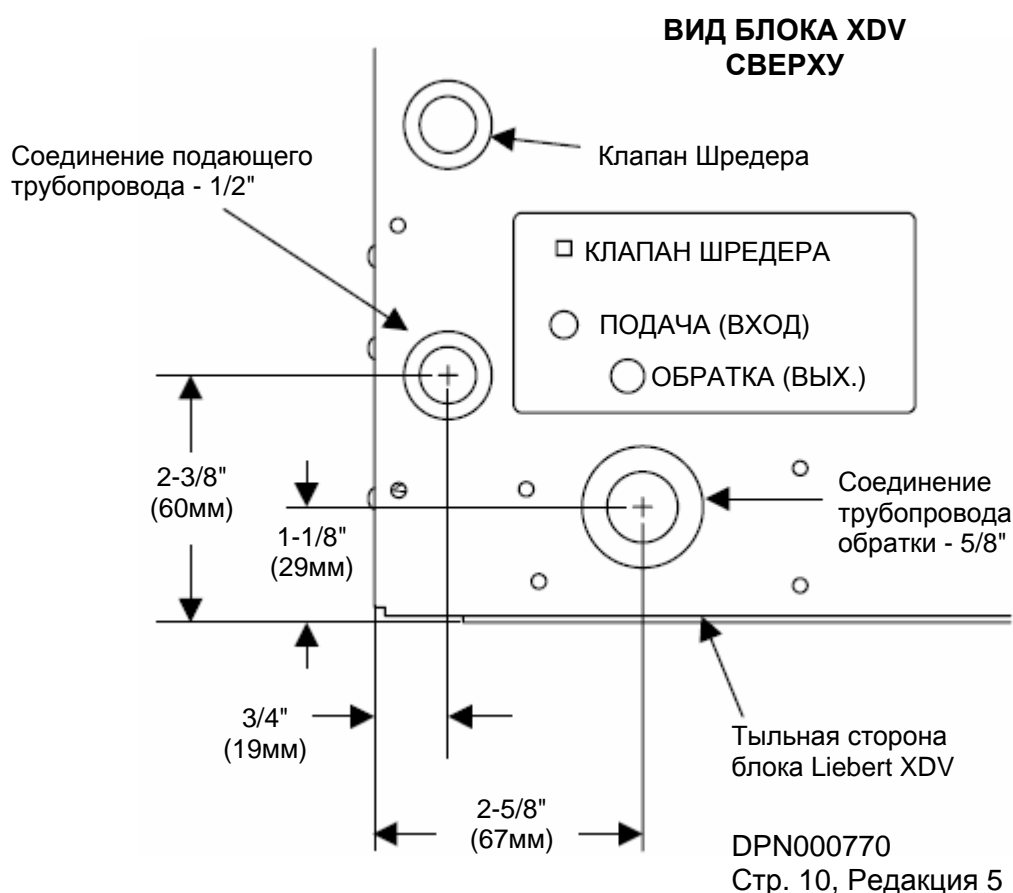 ВИД БЛОКА XDV
СВЕРХУ
Соединение подающего
трубопровода - 1/2"
Клапан Шредера
КЛАПАН ШРЕДЕРА
ПОДАЧА (ВХОД)
ОБРАТКА (ВЫХ.)
2-3/8"
(60мм)
1-1/8"
(29мм)
Соединение
трубопровода
обратки - 5/8"
3/4"
(19мм)
Тыльная сторона
блока Liebert XDV
2-5/8"
(67мм)
DPN000770
Стр. 10, Редакция 5